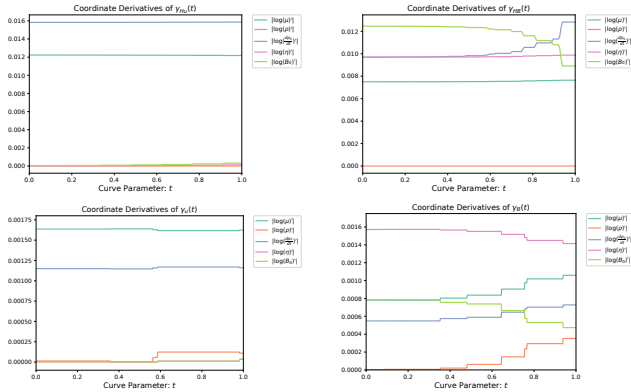 Coordinate Derivatives of γHu(t)
0.016
0.014
0.012
0.010
0.008
0.006
0.004
0.002
0.000
0.0 0.2 0.4 0.6 0.8 1.0
Curve Parameter: t
|log(μ)'|
|log(ρ)'|
|log(η)'|
|log(B₀)'|
Coordinate Derivatives of γHB(t)
0.012
0.010
0.008
0.006
0.004
0.002
0.000
0.0 0.2 0.4 0.6 0.8 1.0
Curve Parameter: t
|log(μ)'|
|log(ρ)'|
|log(η)'|
|log(B₀)'|
Coordinate Derivatives of γu(t)
0.00175
0.00150
0.00125
0.00100
0.00075
0.00050
0.00025
0.00000
0.0 0.2 0.4 0.6 0.8 1.0
Curve Parameter: t
|log(μ)'|
|log(ρ)'|
|log(η)'|
|log(B₀)'|
Coordinate Derivatives of γB(t)
0.0016
0.0014
0.0012
0.0010
0.0008
0.0006
0.0004
0.0002
0.0000
0.0 0.2 0.4 0.6 0.8 1.0
Curve Parameter: t
|log(μ)'|
|log(ρ)'|
|log(η)'|
|log(B₀)'|